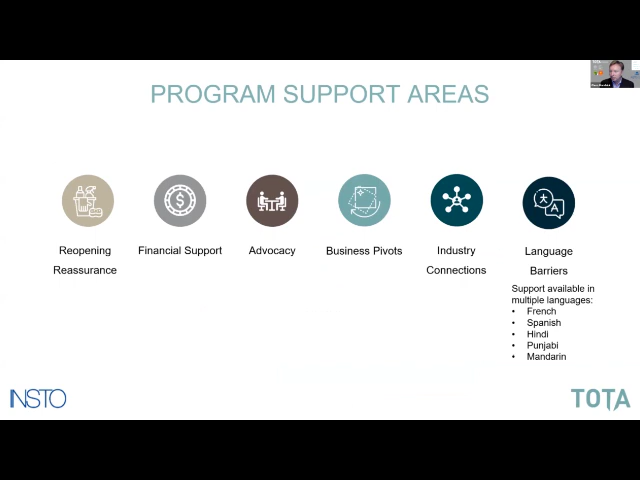 PROGRAM SUPPORT AREAS
Reopening
Reassurance
Financial Support
Advocacy
Business Pivots
Industry
Connections
Language
Barriers
Support available in
multiple languages:
• French
• Spanish
• Hindi
• Punjabi
• Mandarin
INSTO
TOTA